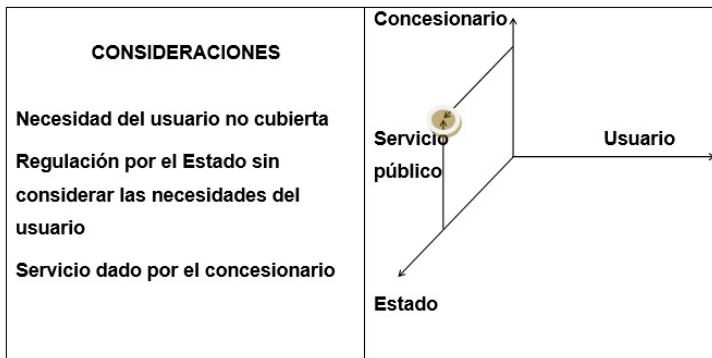 CONSIDERACIONES
Necesidad del usuario no cubierta
Regulación por el Estado sin
considerar las necesidades del
usuario
Servicio dado por el concesionario
Concesionario
Servicio
público
Usuario
Estado